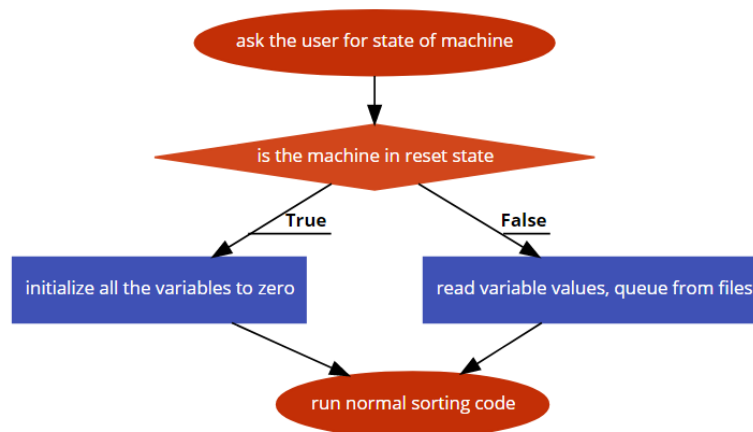 ask the user for state of machine
is the machine in reset state
True
False
initialize all the variables to zero
read variable values, queue from files
run normal sorting code